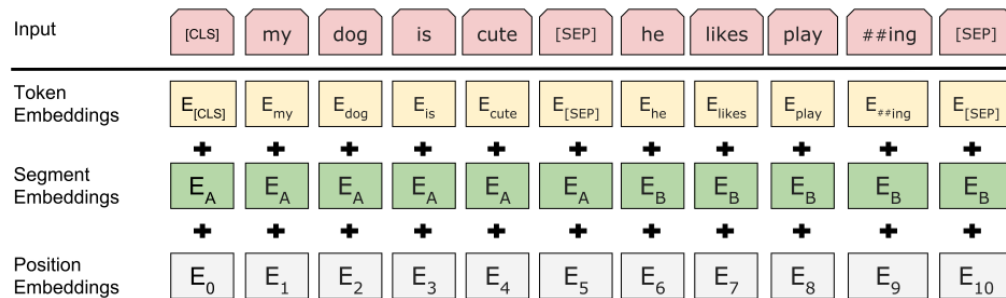 Input [CLS] my dog is cute [SEP] he likes play ##ing [SEP]
Token
Embeddings E[CLS] Emy Edog Eis Ecute E[SEP] Ehe Elikes Eplay E##ing E[SEP]
+ + + + + + + + + + +
Segment
Embeddings EA EA EA EA EA EA EB EB EB EB EB
+ + + + + + + + + + +
Position
Embeddings E0 E1 E2 E3 E4 E5 E6 E7 E8 E9 E10